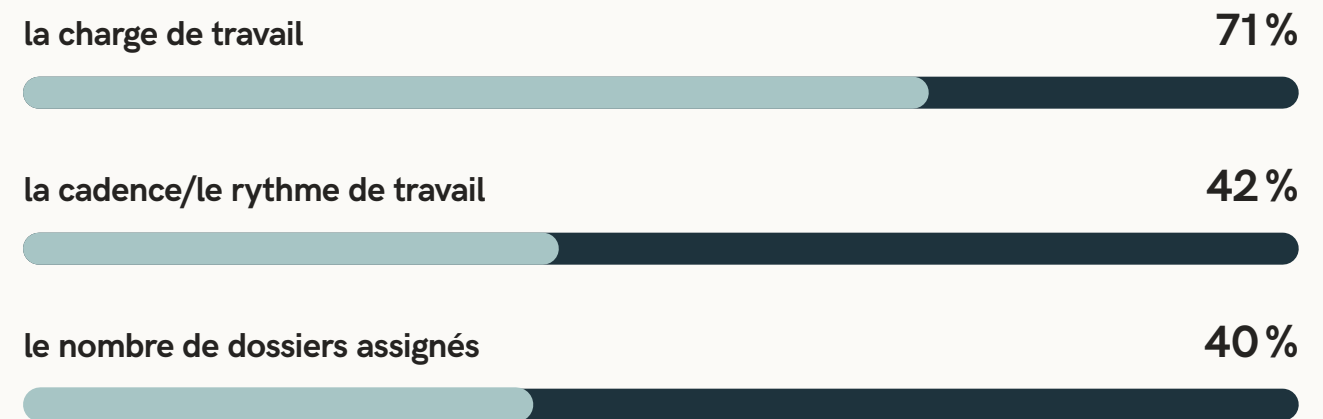 la charge de travail 71 %
la cadence/le rythme de travail 42 %
le nombre de dossiers assignés 40 %